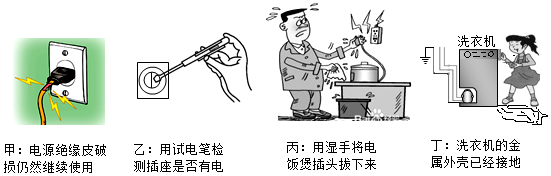 洗衣机
甲：电源绝缘皮破
损仍然继续使用
乙：用试电笔检
测插座是否有电
丙：用湿手将电
饭煲插头拔下来
丁：洗衣机的金
属外壳已经接地